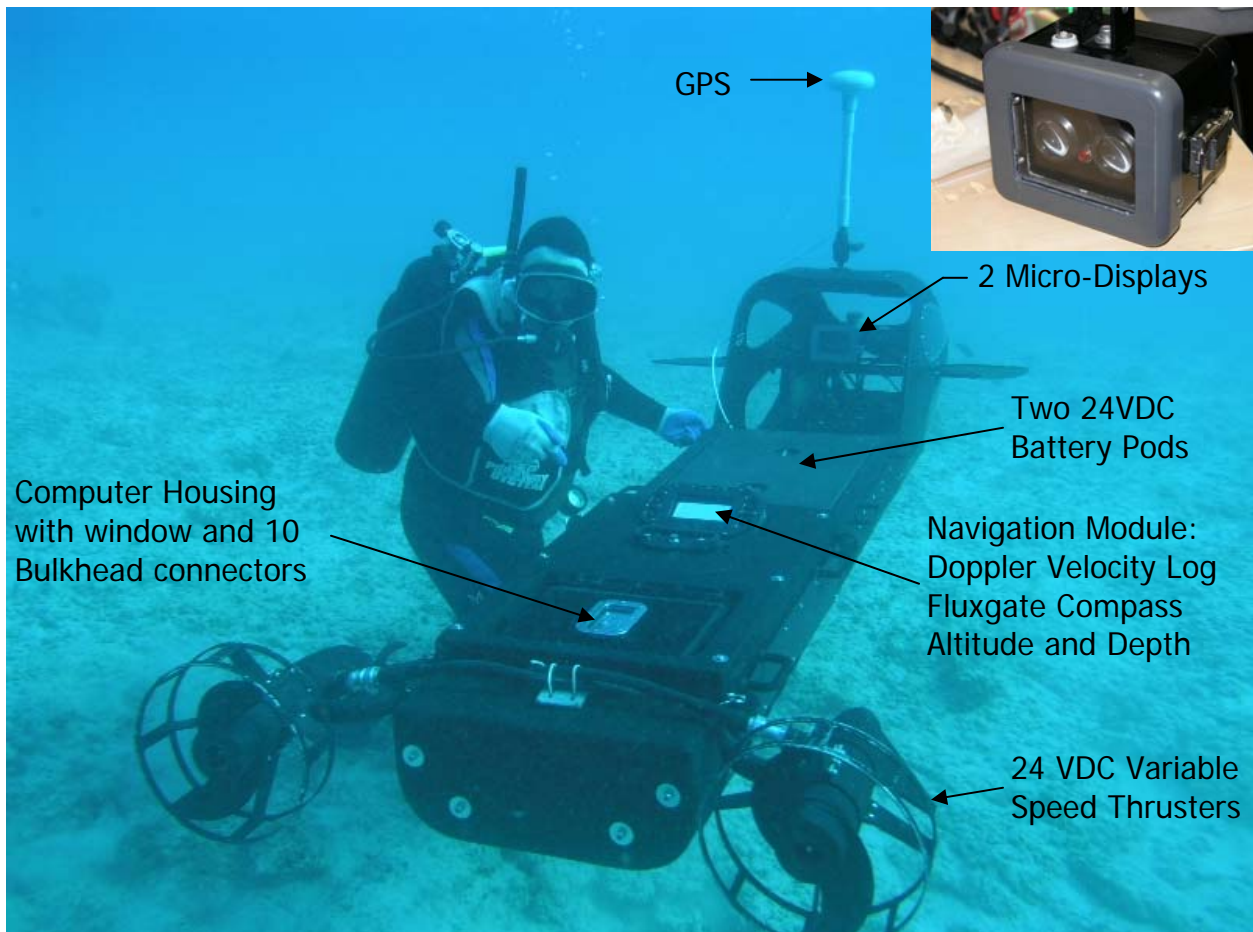 GPS
2 Micro-Displays
Two 24VDC
Battery Pods
Computer Housing
with window and 10
Bulkhead connectors
Navigation Module:
Doppler Velocity Log
Fluxgate Compass
Altitude and Depth
24 VDC Variable
Speed Thrusters